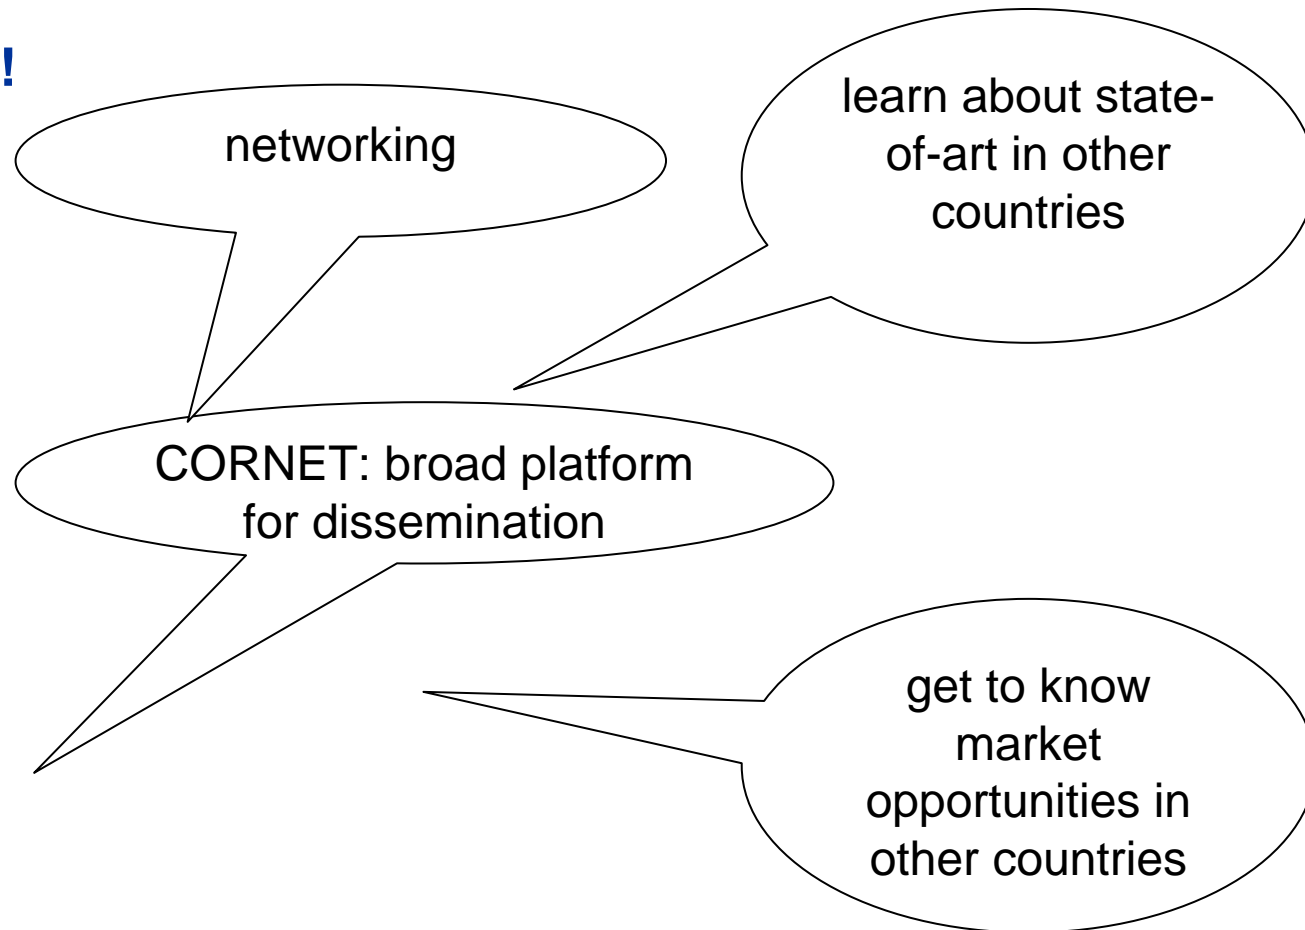 !
networking
learn about state-
of-art in other
countries
CORNET: broad platform
for dissemination
get to know
market
opportunities in
other countries